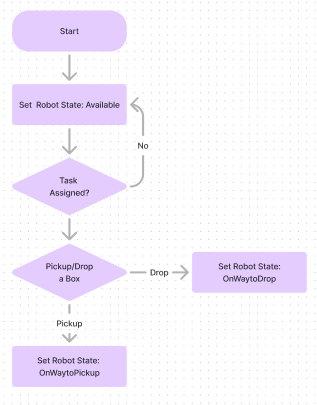 Start
Set Robot State: Available
No
Task
Assigned?
Pickup/Drop
a Box
Drop
Set Robot State:
OnWaytoDrop
Pickup
Set Robot State:
OnWaytoPickup